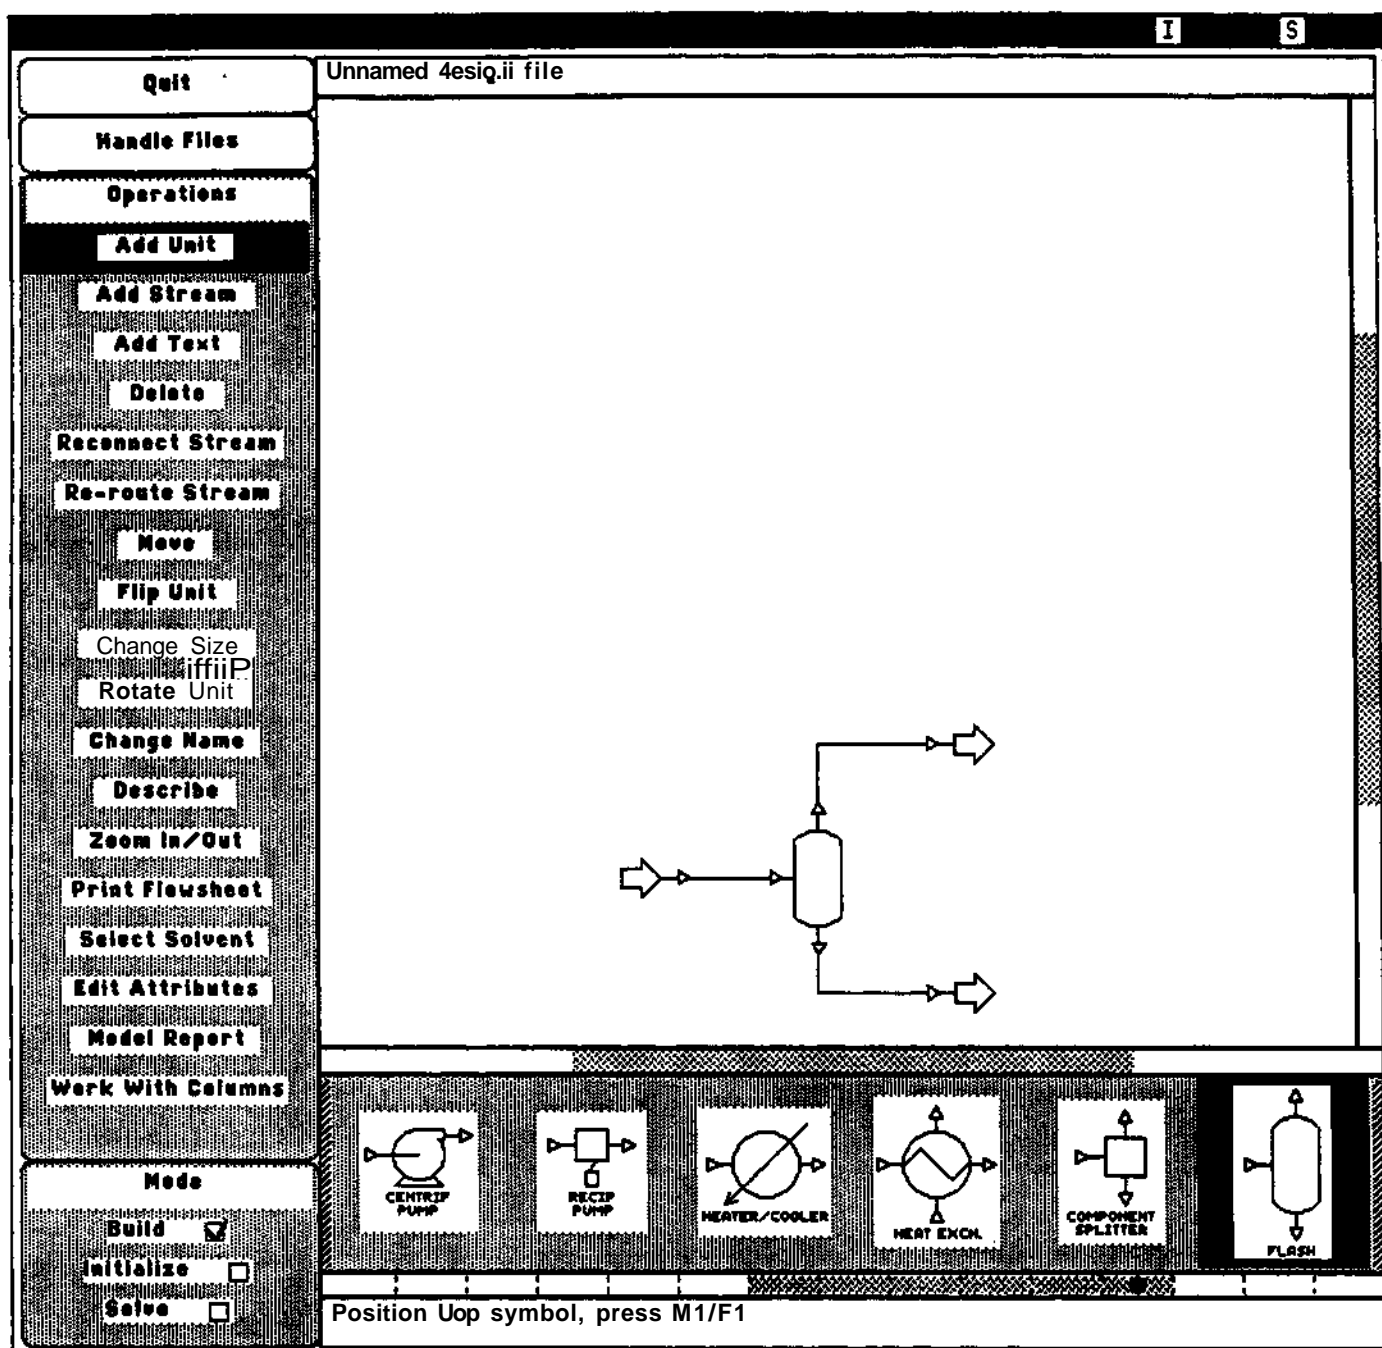 I S
Quit
Unnamed 4esiq.ii file
Handle Files
Operations
Add Unit
Add Stream
Add Text
Delete
Reconnect Stream
Re-route Stream
Move
Flip Unit
Change Size
iffiiP
Rotate Unit
Change Name
Describe
Zoom In/Out
Print Flowsheet
Select Solvent
Edit Attributes
Model Report
Work With Columns
CENTRIF
PUMP
RECIP
PUMP
HEATER/COOLER
HEAT EXCH.
COMPONENT
SPLITTER
FLASH
Mode
Build
Initialize
Solve
Position Uop symbol, press M1/F1